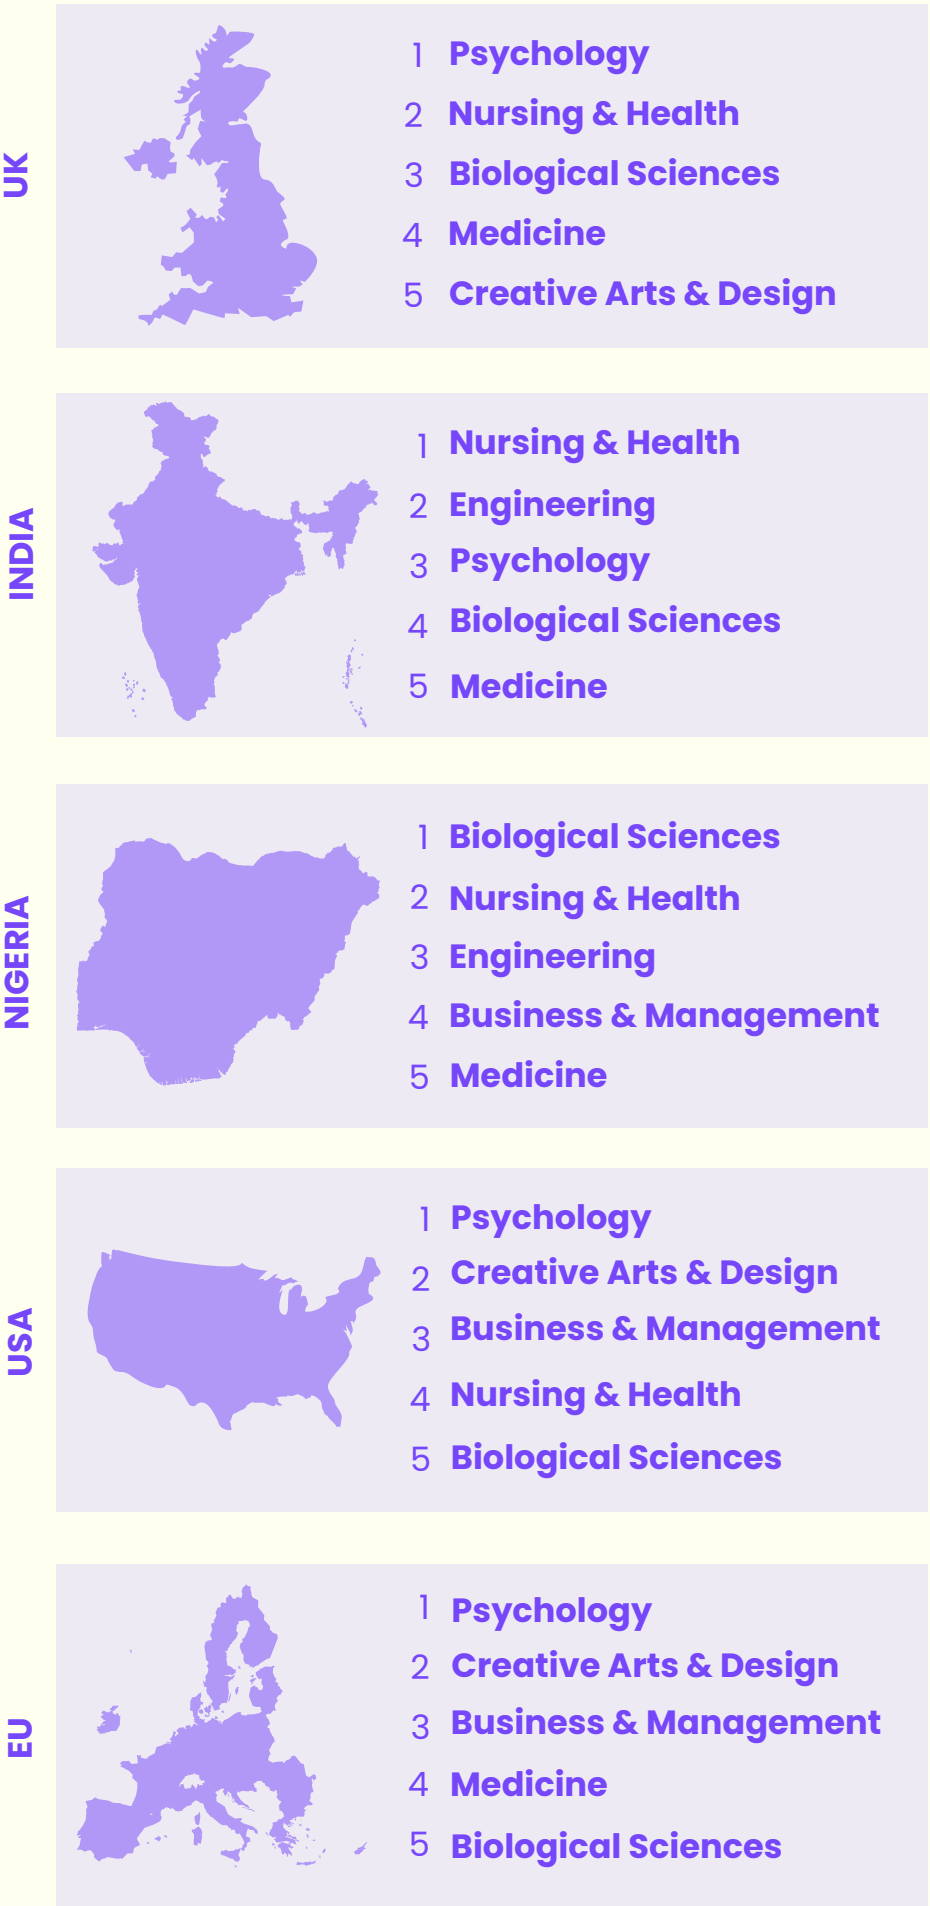 UK
1 Psychology
2 Nursing & Health
3 Biological Sciences
4 Medicine
5 Creative Arts & Design
INDIA
1 Nursing & Health
2 Engineering
3 Psychology
4 Biological Sciences
5 Medicine
NIGERIA
1 Biological Sciences
2 Nursing & Health
3 Engineering
4 Business & Management
5 Medicine
USA
1 Psychology
2 Creative Arts & Design
3 Business & Management
4 Nursing & Health
5 Biological Sciences
EU
1 Psychology
2 Creative Arts & Design
3 Business & Management
4 Medicine
5 Biological Sciences